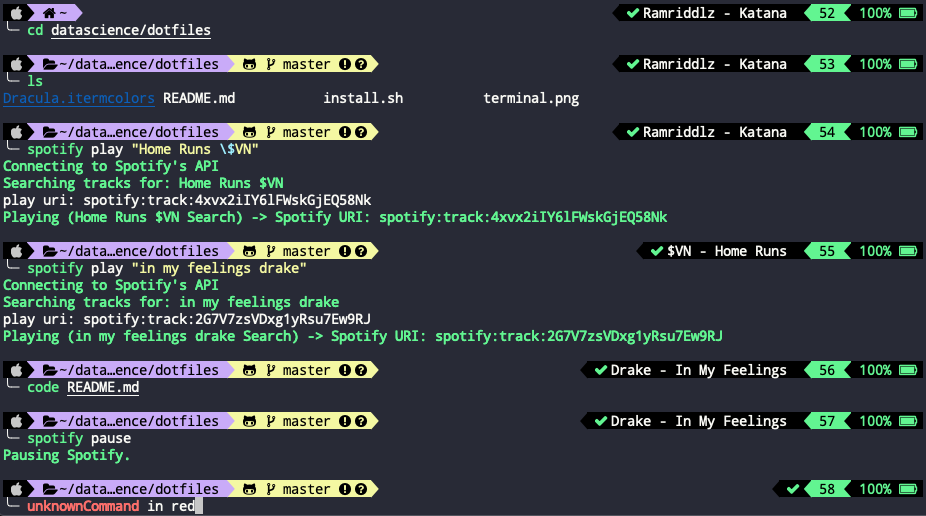 ~ Ramriddlz - Katana 52 100%
cd datascience/dotfiles
~/data…ence/dotfiles master Ramriddlz - Katana 53 100%
ls
Dracula.itermcolors README.md install.sh terminal.png
~/data…ence/dotfiles master Ramriddlz - Katana 54 100%
spotify play "Home Runs \$VN"
Connecting to Spotify's API
Searching tracks for: Home Runs $VN
play uri: spotify:track:4xvx2iIY6lFWskGjEQ58Nk
Playing (Home Runs $VN Search) -> Spotify URI: spotify:track:4xvx2iIY6lFWskGjEQ58Nk
~/data…ence/dotfiles master $VN - Home Runs 55 100%
spotify play "in my feelings drake"
Connecting to Spotify's API
Searching tracks for: in my feelings drake
play uri: spotify:track:2G7V7zsVDxg1yRsu7Ew9RJ
Playing (in my feelings drake Search) -> Spotify URI: spotify:track:2G7V7zsVDxg1yRsu7Ew9RJ
~/data…ence/dotfiles master Drake - In My Feelings 56 100%
code README.md
~/data…ence/dotfiles master Drake - In My Feelings 57 100%
spotify pause
Pausing Spotify.
~/data…ence/dotfiles master 58 100%
unknownCommand in red